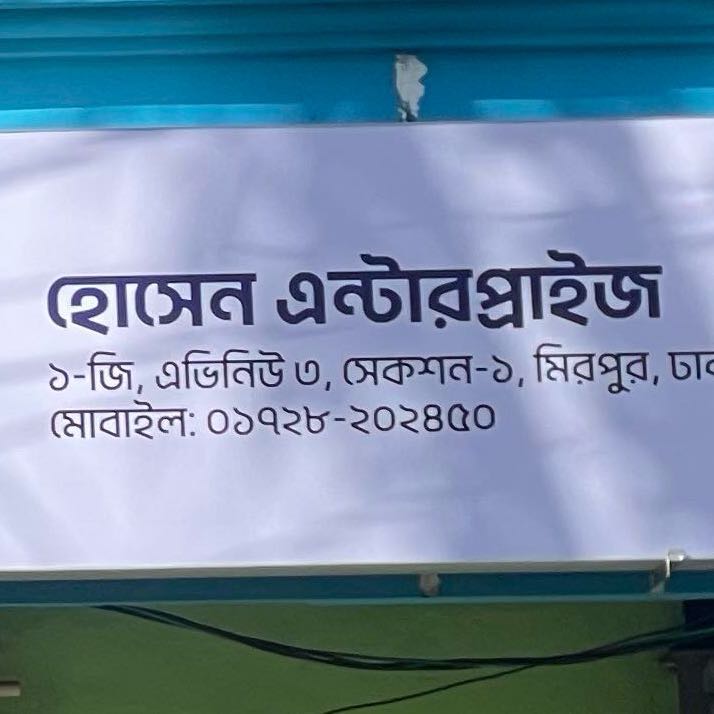 হোসেন এন্টারপ্রাইজ
১-জি, এভিনিউ ৩, সেকশন-১, মিরপুর,
মোবাইল: ০১৭২৮-২০২৪৫০